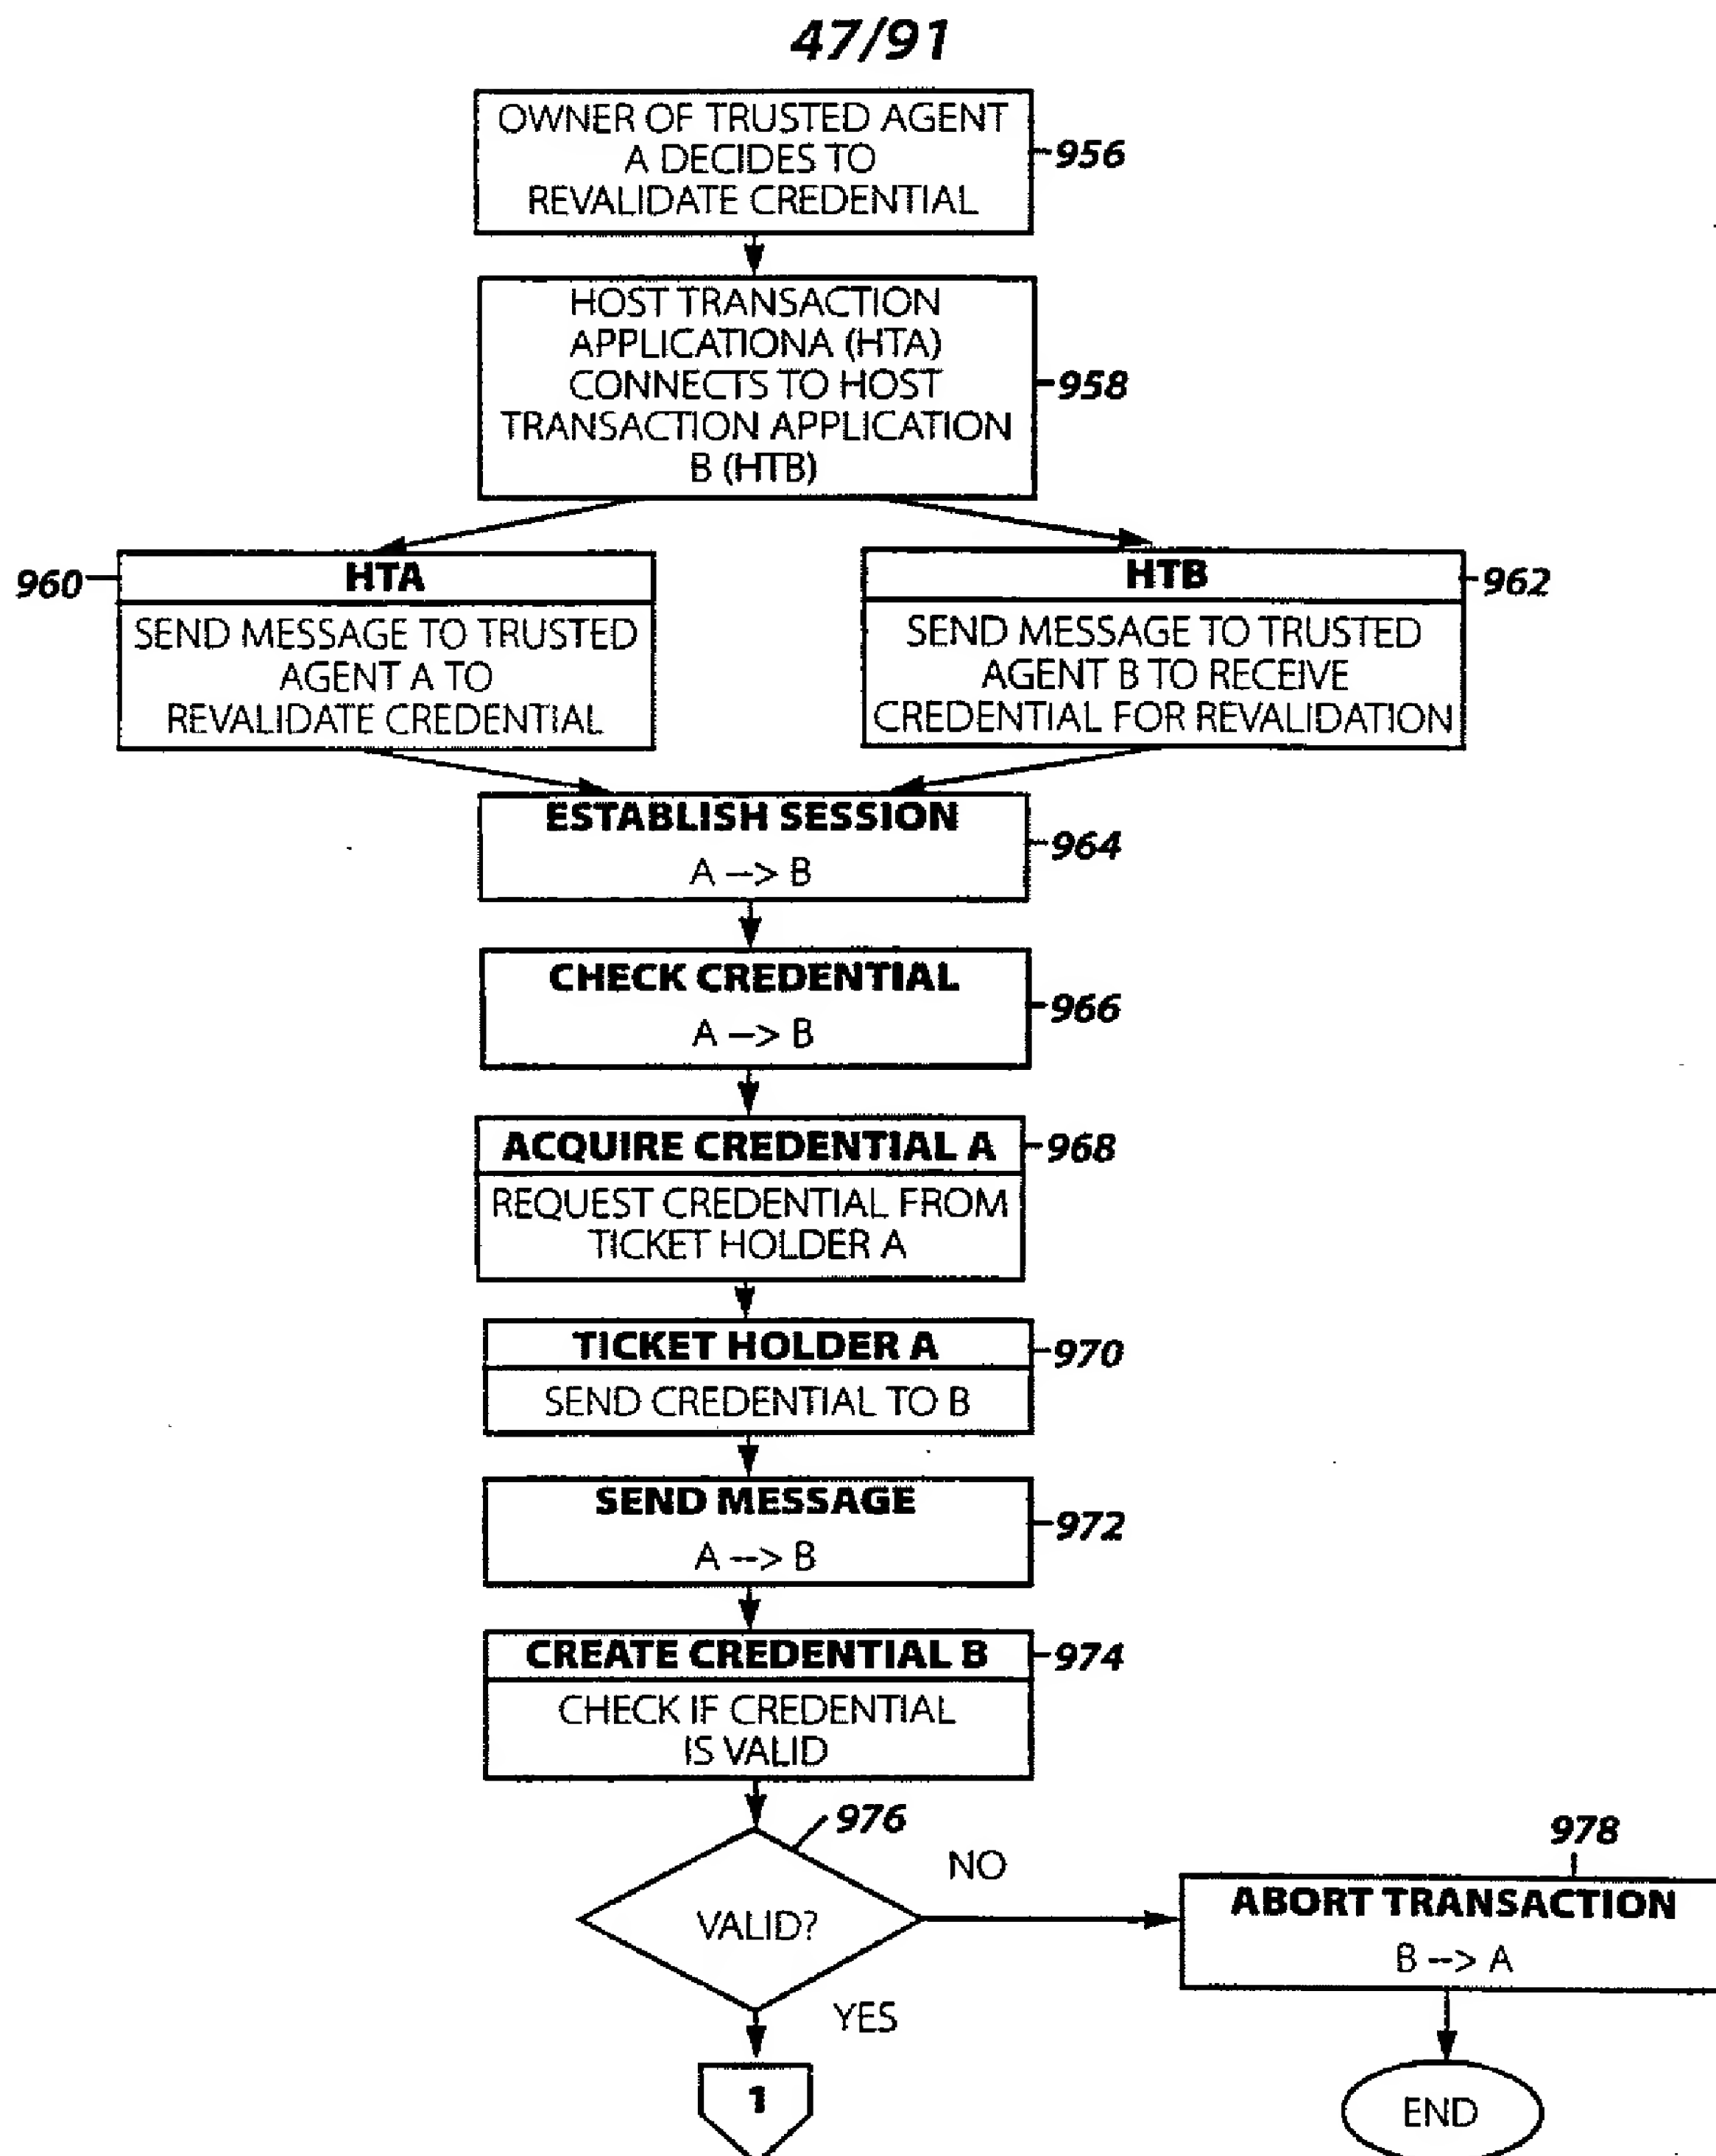 47/91
OWNER OF TRUSTED AGENT
A DECIDES TO
REVALIDATE CREDENTIAL
956
HOST TRANSACTION
APPLICATIONA (HTA)
CONNECTS TO HOST
TRANSACTION APPLICATION
B (HTB)
958
960
HTA
SEND MESSAGE TO TRUSTED
AGENT A TO
REVALIDATE CREDENTIAL
HTB
962
SEND MESSAGE TO TRUSTED
AGENT B TO RECEIVE
CREDENTIAL FOR REVALIDATION
ESTABLISH SESSION
A --> B
964
CHECK CREDENTIAL
A --> B
966
ACQUIRE CREDENTIAL A
968
REQUEST CREDENTIAL FROM
TICKET HOLDER A
TICKET HOLDER A
970
SEND CREDENTIAL TO B
SEND MESSAGE
A --> B
972
CREATE CREDENTIAL B
974
CHECK IF CREDENTIAL
IS VALID
976
VALID?
NO
978
ABORT TRANSACTION
B --> A
YES
1
END